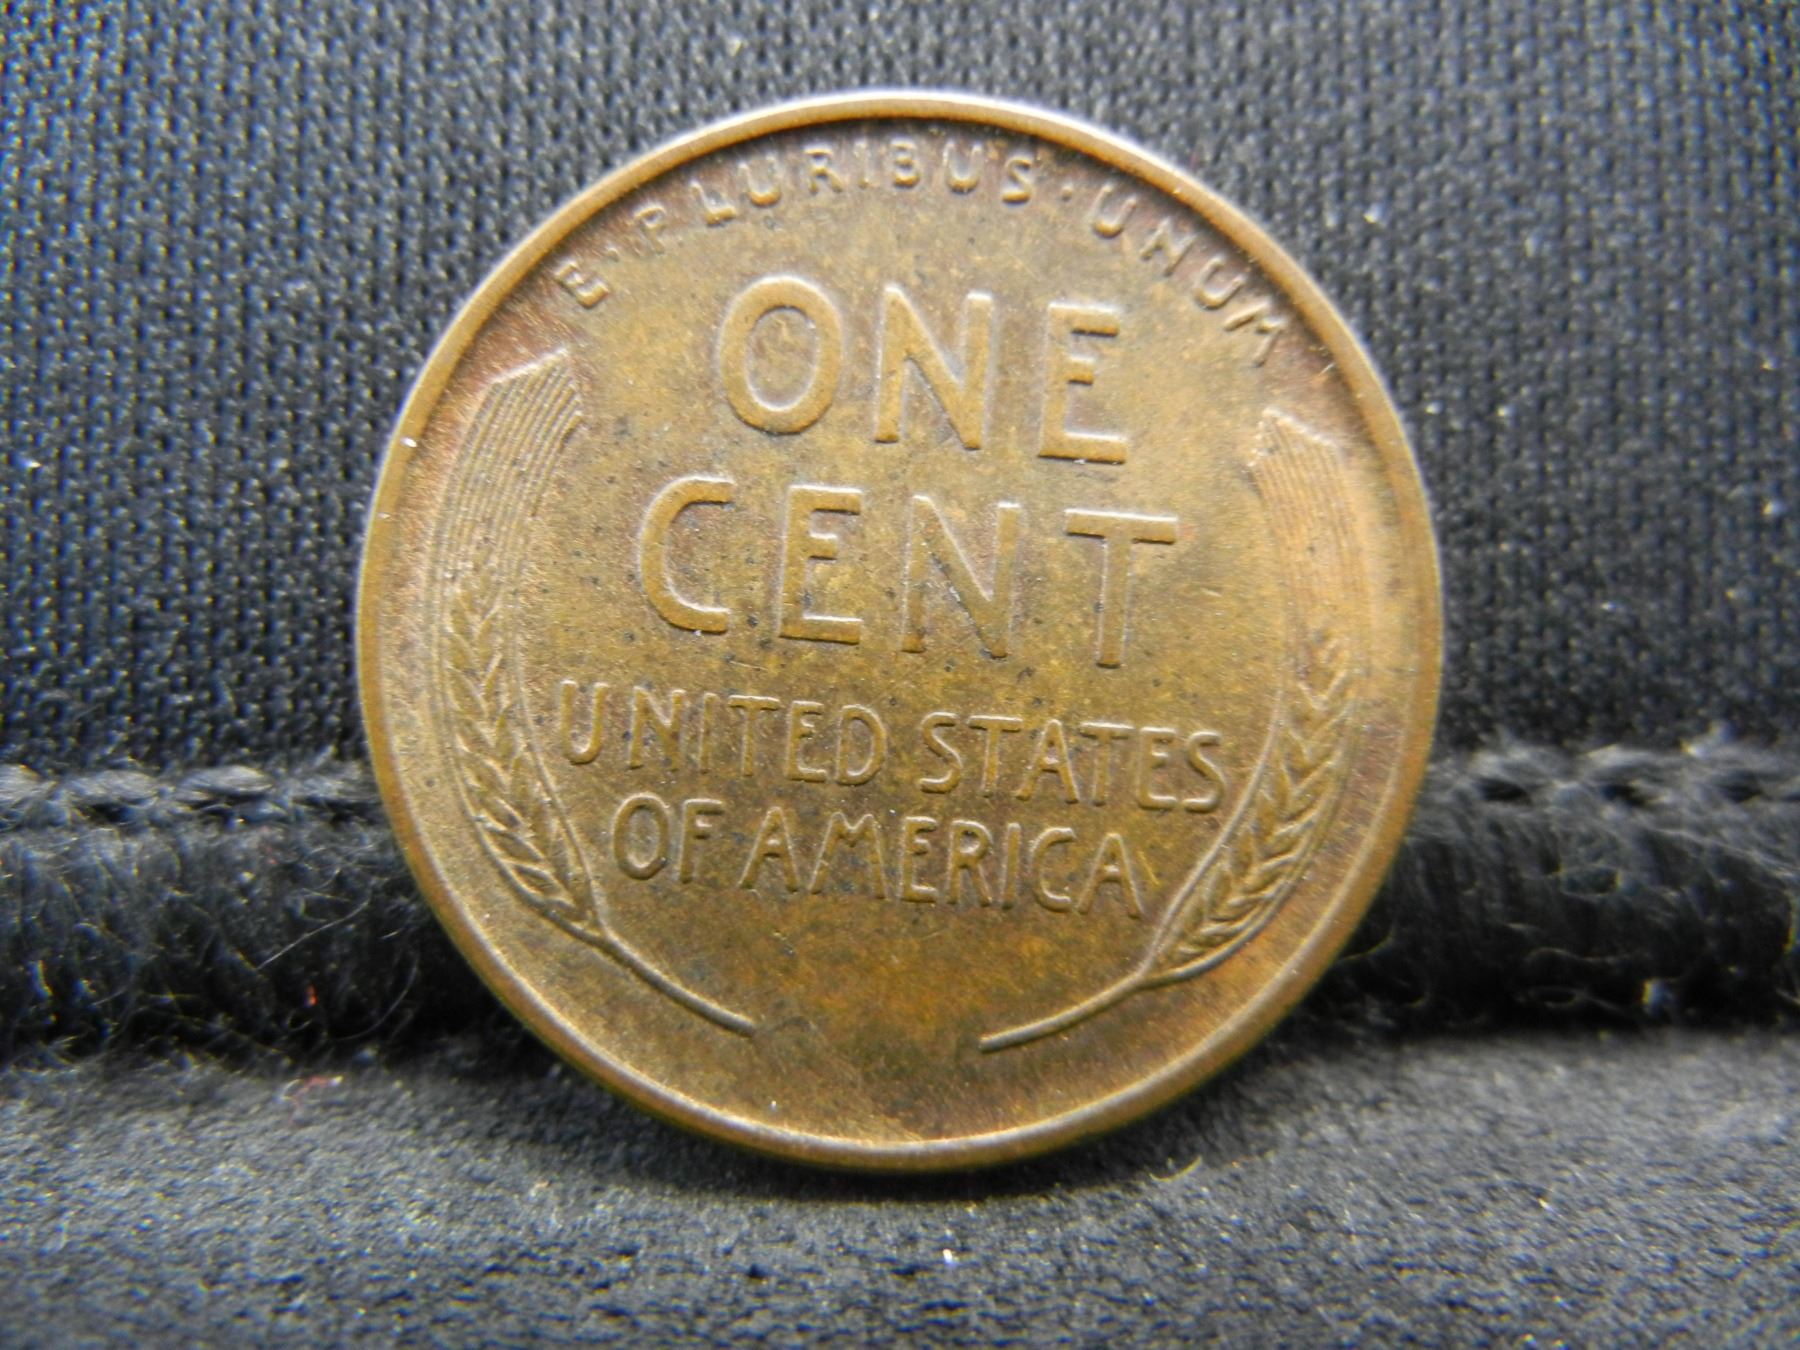 E · PLURIBUS · UNUM
ONE
CENT
UNITED STATES
OF AMERICA